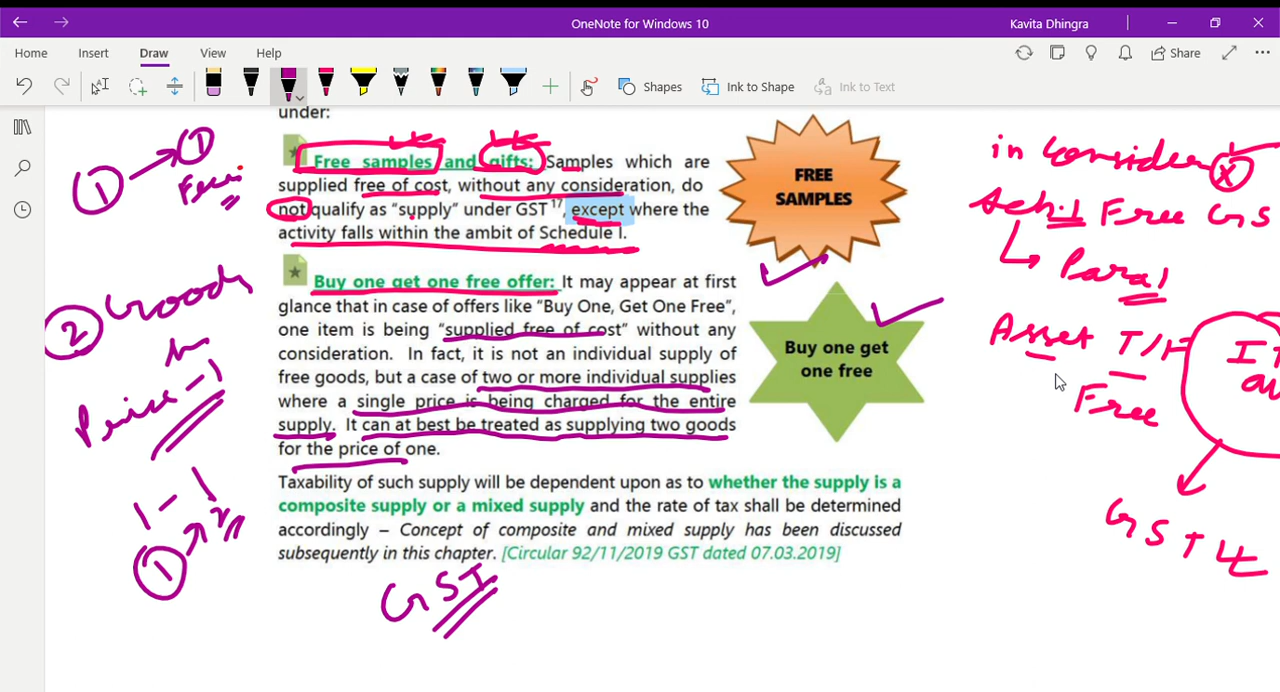 OneNote for Windows 10
Kavita Dhingra
Home Insert Draw View Help
Share
Shapes Ink to Shape Ink to Text
under:
Free samples and gifts: Samples which are
supplied free of cost, without any consideration, do
not qualify as “supply” under GST 17, except where the
activity falls within the ambit of Schedule I.
FREE
SAMPLES
Buy one get one free offer: It may appear at first
glance that in case of offers like “Buy One, Get One Free”,
one item is being “supplied free of cost” without any
consideration. In fact, it is not an individual supply of
free goods, but a case of two or more individual supplies
where a single price is being charged for the entire
supply. It can at best be treated as supplying two goods
for the price of one.
Buy one get
one free
Taxability of such supply will be dependent upon as to whether the supply is a
composite supply or a mixed supply and the rate of tax shall be determined
accordingly – Concept of composite and mixed supply has been discussed
subsequently in this chapter. [Circular 92/11/2019 GST dated 07.03.2019]
1 1
Free
2 Goods
Price - 1
1 - 1
1
GST
in Consider x
Sch. I Free GS
Para 1
Asset T/F
Free
GST